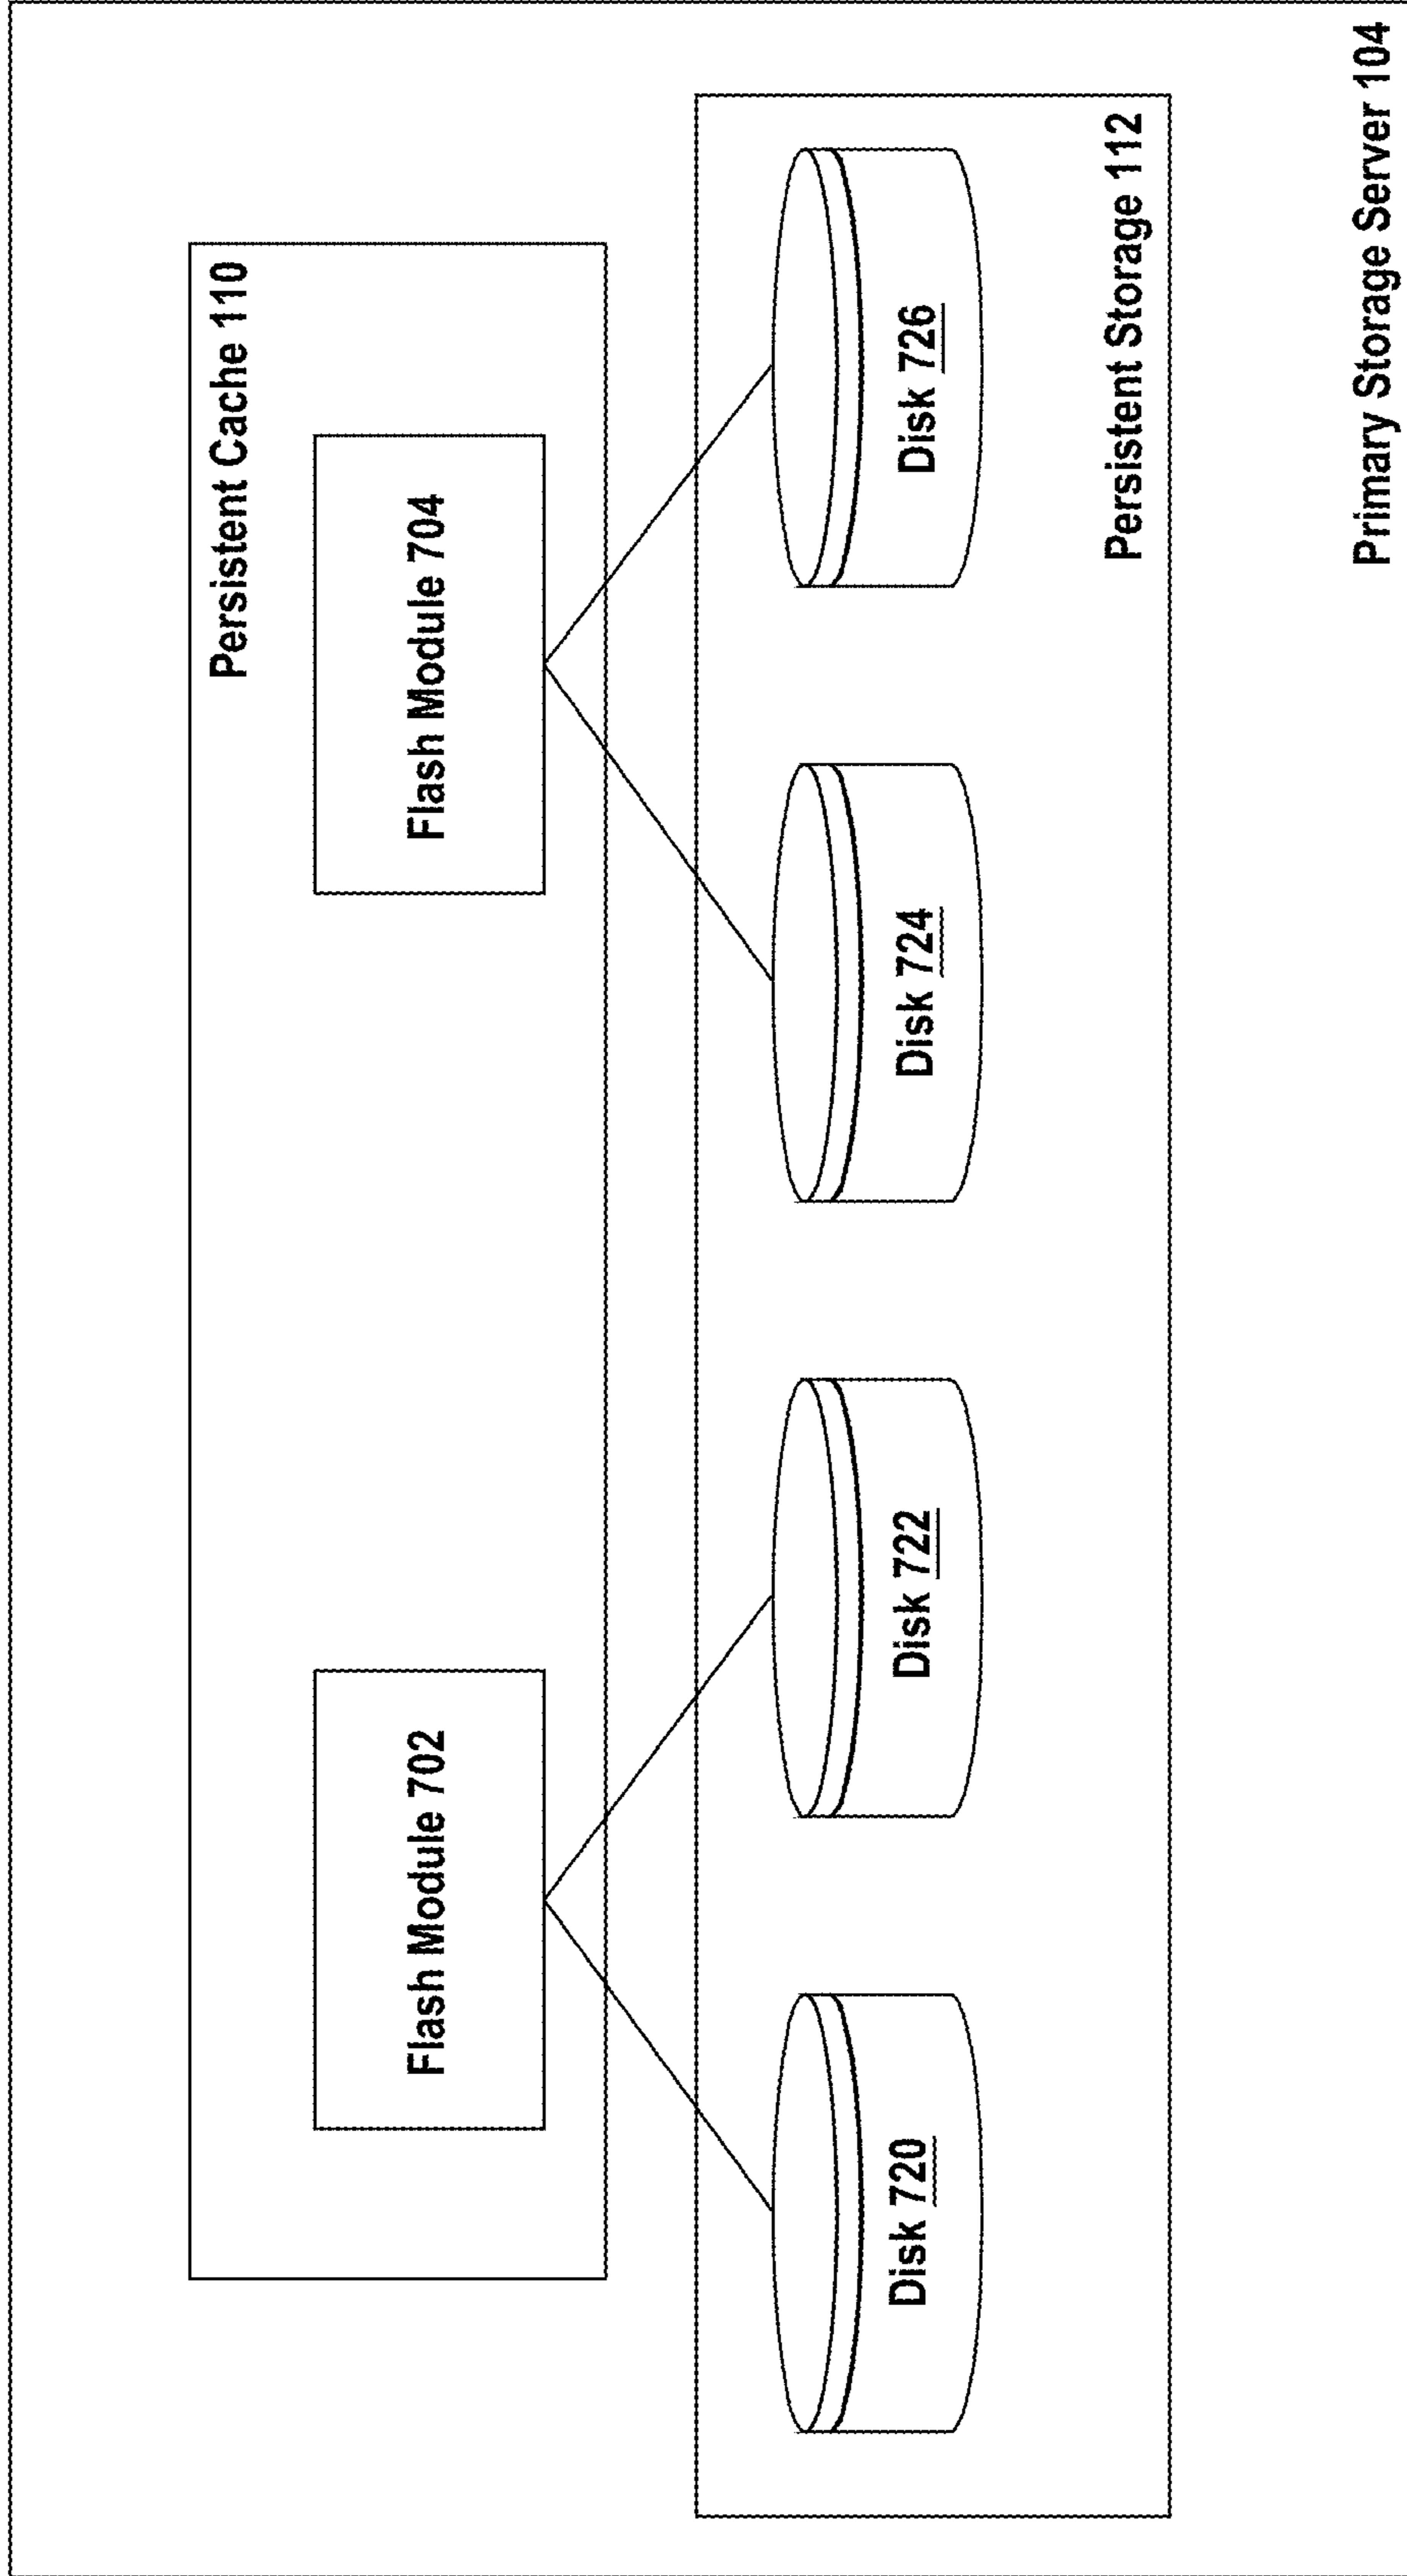 Persistent Cache 110
Flash Module 702
Flash Module 704
Disk 720
Disk 722
Disk 724
Disk 726
Persistent Storage 112
Primary Storage Server 104